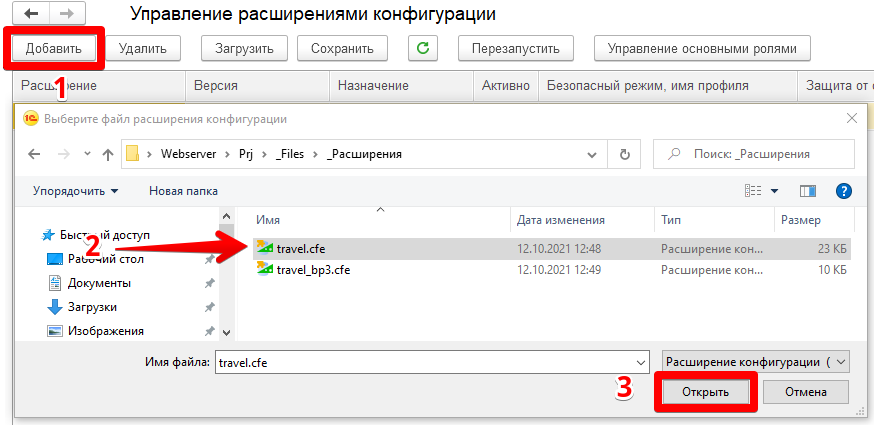 Управление расширениями конфигурации
Добавить Удалить Загрузить Сохранить Перезапустить Управление основными ролями
1
Расширение Версия Назначение Активно Безопасный режим, имя профиля Защита от
1С Выберите файл расширения конфигурации
Webserver Prj _Files _Расширения Поиск: _Расширения
Упорядочить Новая папка ?
Имя Дата изменения Тип Размер
Быстрый доступ
2
travel.cfe 12.10.2021 12:48 Расширение кон... 23 КБ
Рабочий стол
travel_bp3.cfe 12.10.2021 12:49 Расширение кон... 10 КБ
Документы
Загрузки
Изображения
Имя файла: travel.cfe Расширение конфигурации (
3
Открыть Отмена